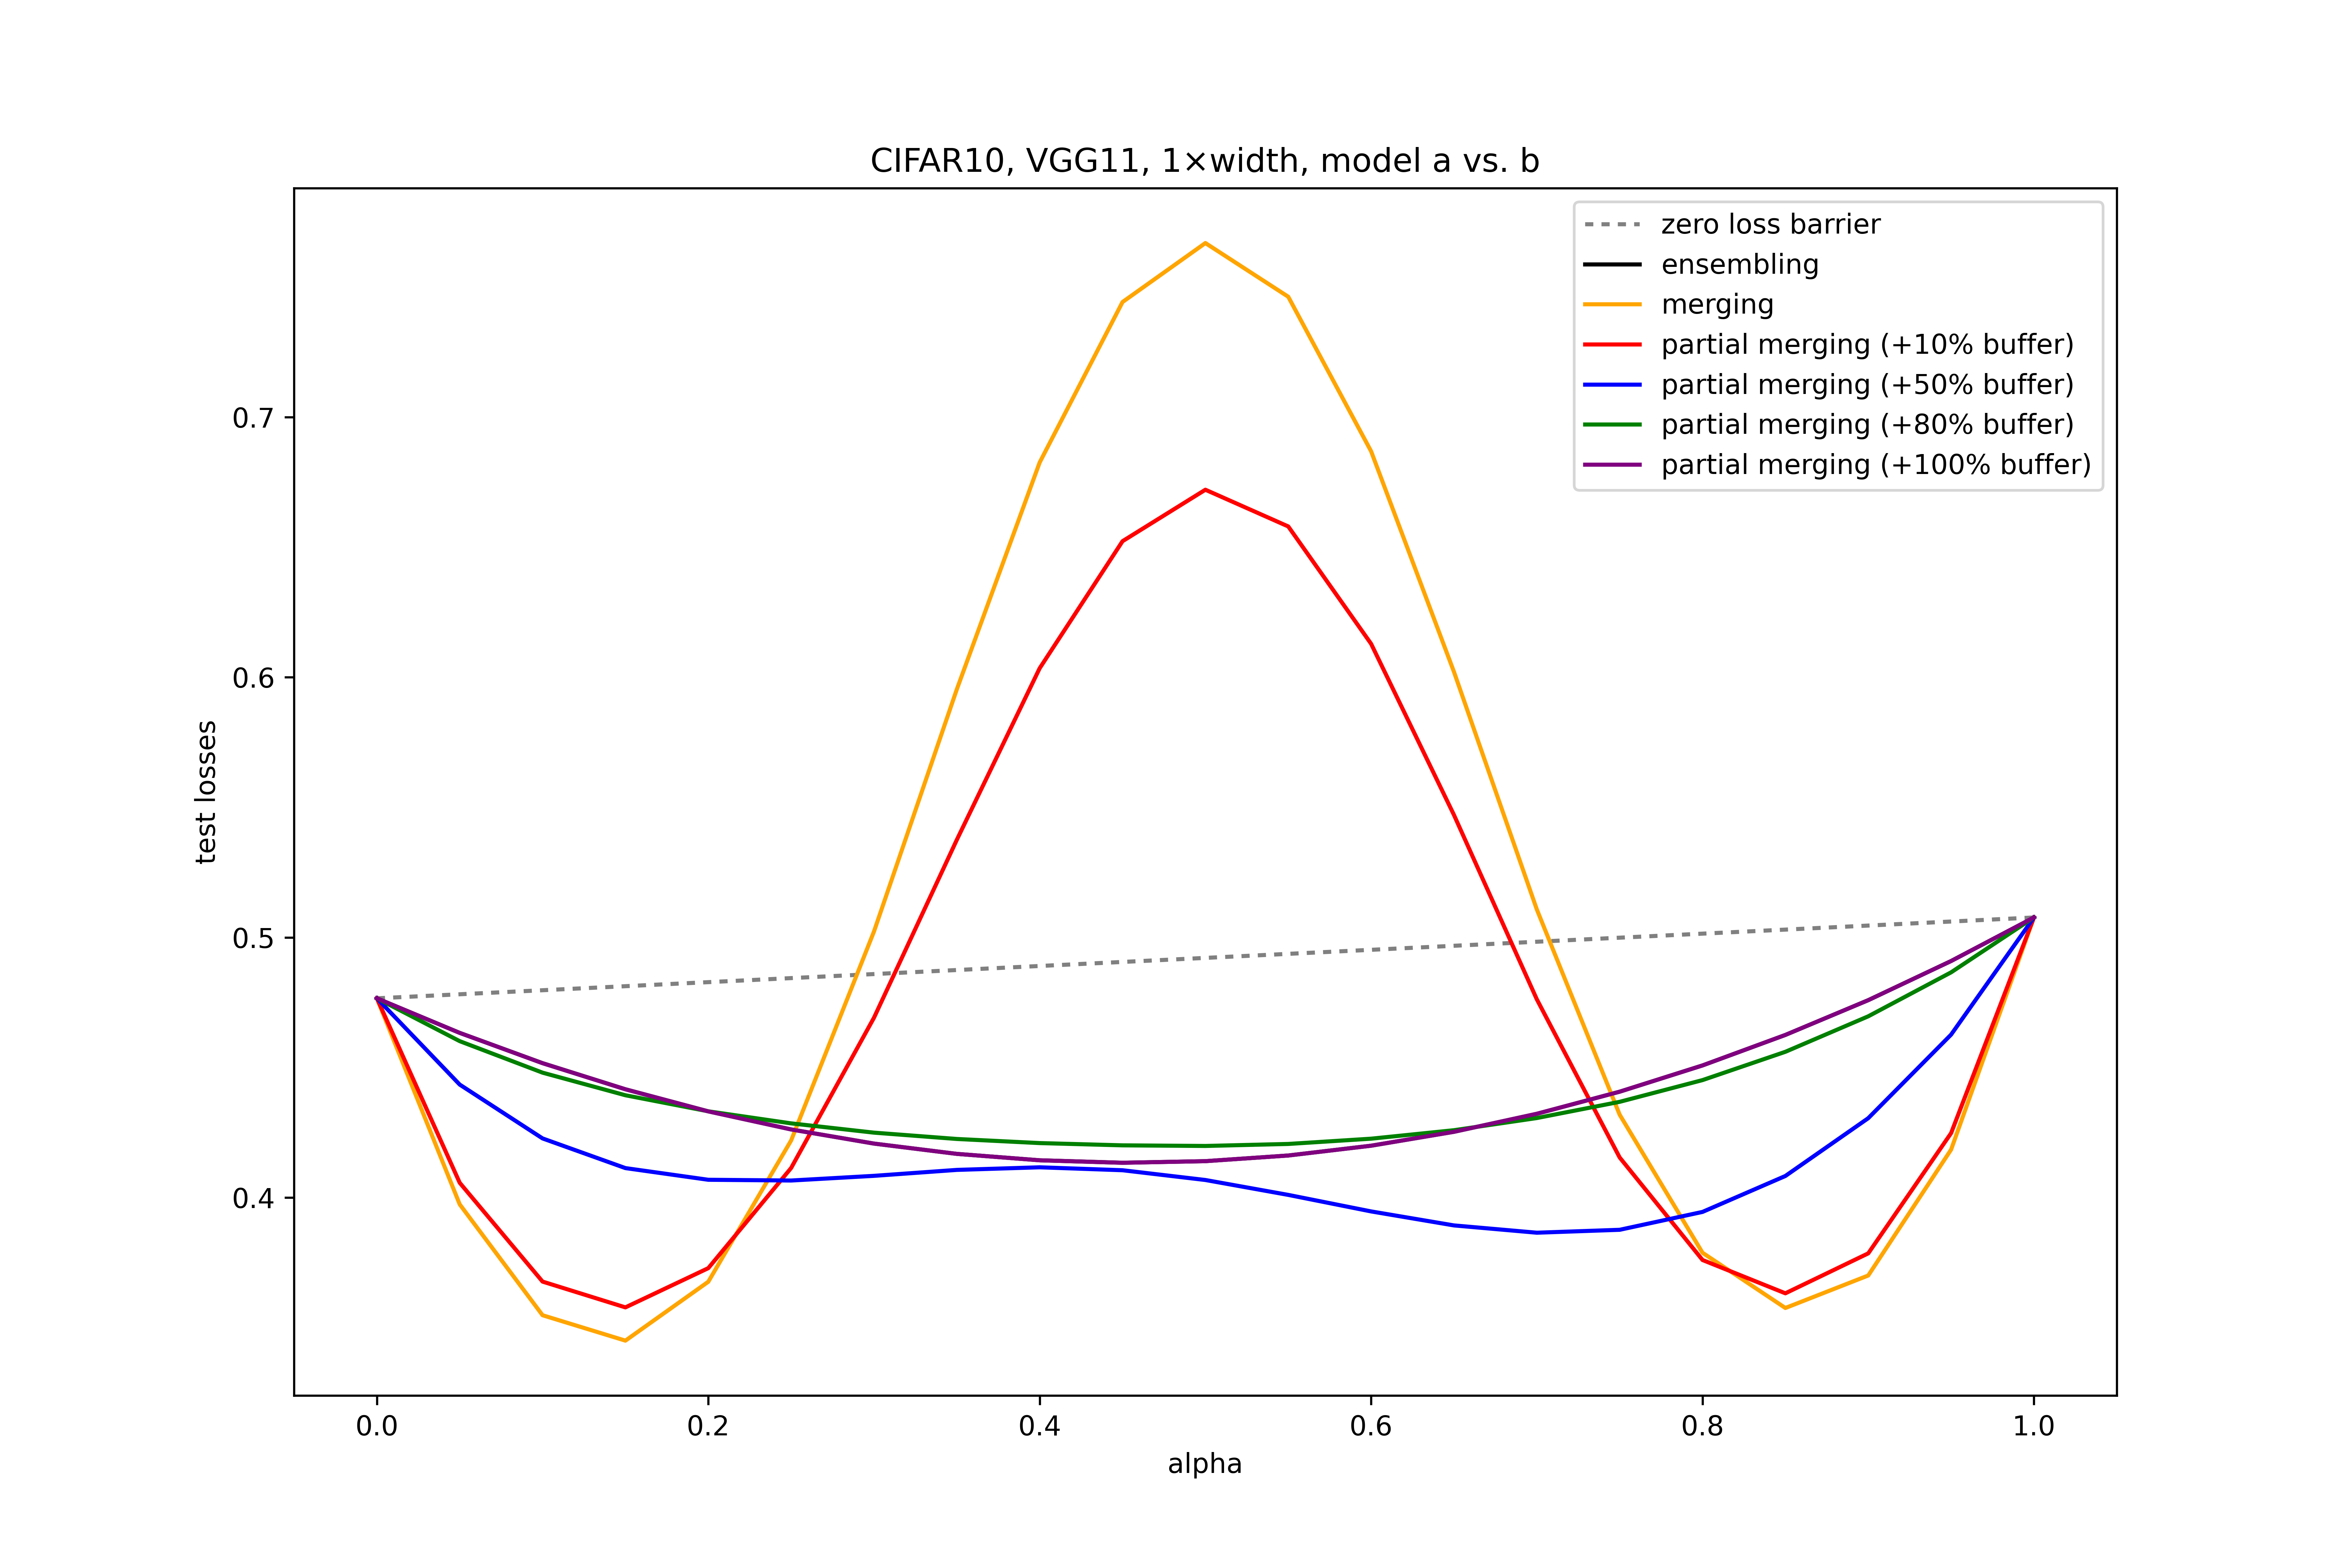 CIFAR10, VGG11, 1×width, model a vs. b
zero loss barrier
ensembling
merging
partial merging (+10% buffer)
partial merging (+50% buffer)
partial merging (+80% buffer)
partial merging (+100% buffer)
0.7
0.6
0.5
0.4
test losses
0.0 0.2 0.4 0.6 0.8 1.0
alpha